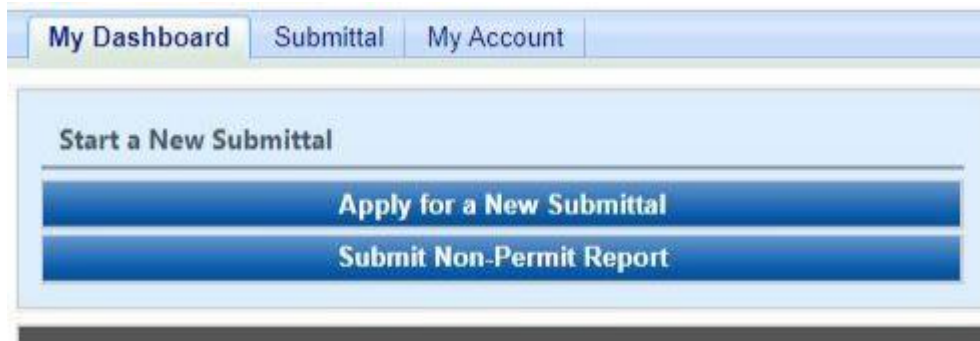 My Dashboard Submittal My Account
Start a New Submittal
Apply for a New Submittal
Submit Non-Permit Report